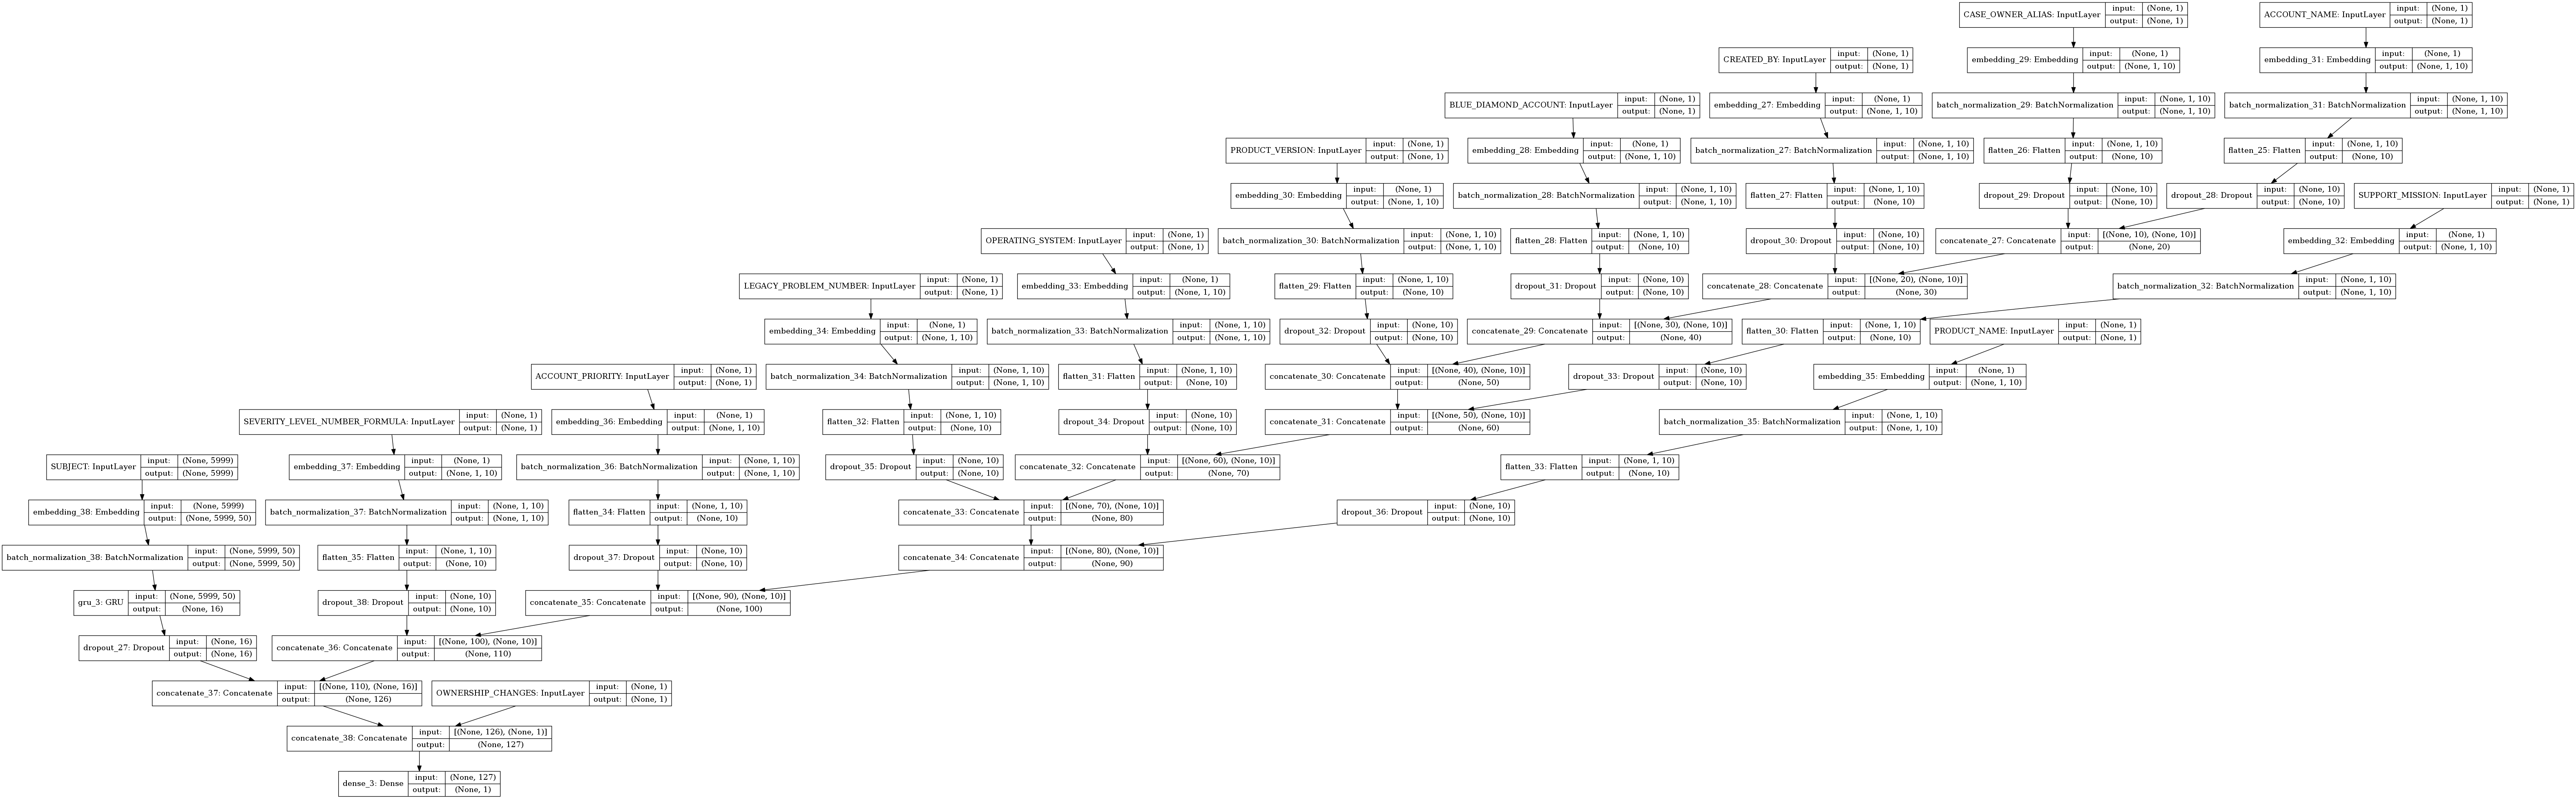 CASE_OWNER_ALIAS: InputLayer input: (None, 1) output: (None, 1)
ACCOUNT_NAME: InputLayer input: (None, 1) output: (None, 1)
CREATED_BY: InputLayer input: (None, 1) output: (None, 1)
embedding_29: Embedding input: (None, 1) output: (None, 1, 10)
embedding_31: Embedding input: (None, 1) output: (None, 1, 10)
BLUE_DIAMOND_ACCOUNT: InputLayer input: (None, 1) output: (None, 1)
embedding_27: Embedding input: (None, 1) output: (None, 1, 10)
batch_normalization_29: BatchNormalization input: (None, 1, 10) output: (None, 1, 10)
batch_normalization_31: BatchNormalization input: (None, 1, 10) output: (None, 1, 10)
PRODUCT_VERSION: InputLayer input: (None, 1) output: (None, 1)
embedding_28: Embedding input: (None, 1) output: (None, 1, 10)
batch_normalization_27: BatchNormalization input: (None, 1, 10) output: (None, 1, 10)
flatten_26: Flatten input: (None, 1, 10) output: (None, 10)
flatten_25: Flatten input: (None, 1, 10) output: (None, 10)
embedding_30: Embedding input: (None, 1) output: (None, 1, 10)
batch_normalization_28: BatchNormalization input: (None, 1, 10) output: (None, 1, 10)
flatten_27: Flatten input: (None, 1, 10) output: (None, 10)
dropout_29: Dropout input: (None, 10) output: (None, 10)
dropout_28: Dropout input: (None, 10) output: (None, 10)
SUPPORT_MISSION: InputLayer input: (None, 1) output: (None, 1)
OPERATING_SYSTEM: InputLayer input: (None, 1) output: (None, 1)
batch_normalization_30: BatchNormalization input: (None, 1, 10) output: (None, 1, 10)
flatten_28: Flatten input: (None, 1, 10) output: (None, 10)
dropout_30: Dropout input: (None, 10) output: (None, 10)
concatenate_27: Concatenate input: [(None, 10), (None, 10)] output: (None, 20)
embedding_32: Embedding input: (None, 1) output: (None, 1, 10)
LEGACY_PROBLEM_NUMBER: InputLayer input: (None, 1) output: (None, 1)
embedding_33: Embedding input: (None, 1) output: (None, 1, 10)
flatten_29: Flatten input: (None, 1, 10) output: (None, 10)
dropout_31: Dropout input: (None, 10) output: (None, 10)
concatenate_28: Concatenate input: [(None, 20), (None, 10)] output: (None, 30)
batch_normalization_32: BatchNormalization input: (None, 1, 10) output: (None, 1, 10)
embedding_34: Embedding input: (None, 1) output: (None, 1, 10)
batch_normalization_33: BatchNormalization input: (None, 1, 10) output: (None, 1, 10)
dropout_32: Dropout input: (None, 10) output: (None, 10)
concatenate_29: Concatenate input: [(None, 30), (None, 10)] output: (None, 40)
flatten_30: Flatten input: (None, 1, 10) output: (None, 10)
PRODUCT_NAME: InputLayer input: (None, 1) output: (None, 1)
ACCOUNT_PRIORITY: InputLayer input: (None, 1) output: (None, 1)
batch_normalization_34: BatchNormalization input: (None, 1, 10) output: (None, 1, 10)
flatten_31: Flatten input: (None, 1, 10) output: (None, 10)
concatenate_30: Concatenate input: [(None, 40), (None, 10)] output: (None, 50)
dropout_33: Dropout input: (None, 10) output: (None, 10)
embedding_35: Embedding input: (None, 1) output: (None, 1, 10)
SEVERITY_LEVEL_NUMBER_FORMULA: InputLayer input: (None, 1) output: (None, 1)
embedding_36: Embedding input: (None, 1) output: (None, 1, 10)
flatten_32: Flatten input: (None, 1, 10) output: (None, 10)
dropout_34: Dropout input: (None, 10) output: (None, 10)
concatenate_31: Concatenate input: [(None, 50), (None, 10)] output: (None, 60)
batch_normalization_35: BatchNormalization input: (None, 1, 10) output: (None, 1, 10)
SUBJECT: InputLayer input: (None, 5999) output: (None, 5999)
embedding_37: Embedding input: (None, 1) output: (None, 1, 10)
batch_normalization_36: BatchNormalization input: (None, 1, 10) output: (None, 1, 10)
dropout_35: Dropout input: (None, 10) output: (None, 10)
concatenate_32: Concatenate input: [(None, 60), (None, 10)] output: (None, 70)
flatten_33: Flatten input: (None, 1, 10) output: (None, 10)
embedding_38: Embedding input: (None, 5999) output: (None, 5999, 50)
batch_normalization_37: BatchNormalization input: (None, 1, 10) output: (None, 1, 10)
flatten_34: Flatten input: (None, 1, 10) output: (None, 10)
concatenate_33: Concatenate input: [(None, 70), (None, 10)] output: (None, 80)
dropout_36: Dropout input: (None, 10) output: (None, 10)
batch_normalization_38: BatchNormalization input: (None, 5999, 50) output: (None, 5999, 50)
flatten_35: Flatten input: (None, 1, 10) output: (None, 10)
dropout_37: Dropout input: (None, 10) output: (None, 10)
concatenate_34: Concatenate input: [(None, 80), (None, 10)] output: (None, 90)
gru_3: GRU input: (None, 5999, 50) output: (None, 16)
dropout_38: Dropout input: (None, 10) output: (None, 10)
concatenate_35: Concatenate input: [(None, 90), (None, 10)] output: (None, 100)
dropout_27: Dropout input: (None, 16) output: (None, 16)
concatenate_36: Concatenate input: [(None, 100), (None, 10)] output: (None, 110)
concatenate_37: Concatenate input: [(None, 110), (None, 16)] output: (None, 126)
OWNERSHIP_CHANGES: InputLayer input: (None, 1) output: (None, 1)
concatenate_38: Concatenate input: [(None, 126), (None, 1)] output: (None, 127)
dense_3: Dense input: (None, 127) output: (None, 1)